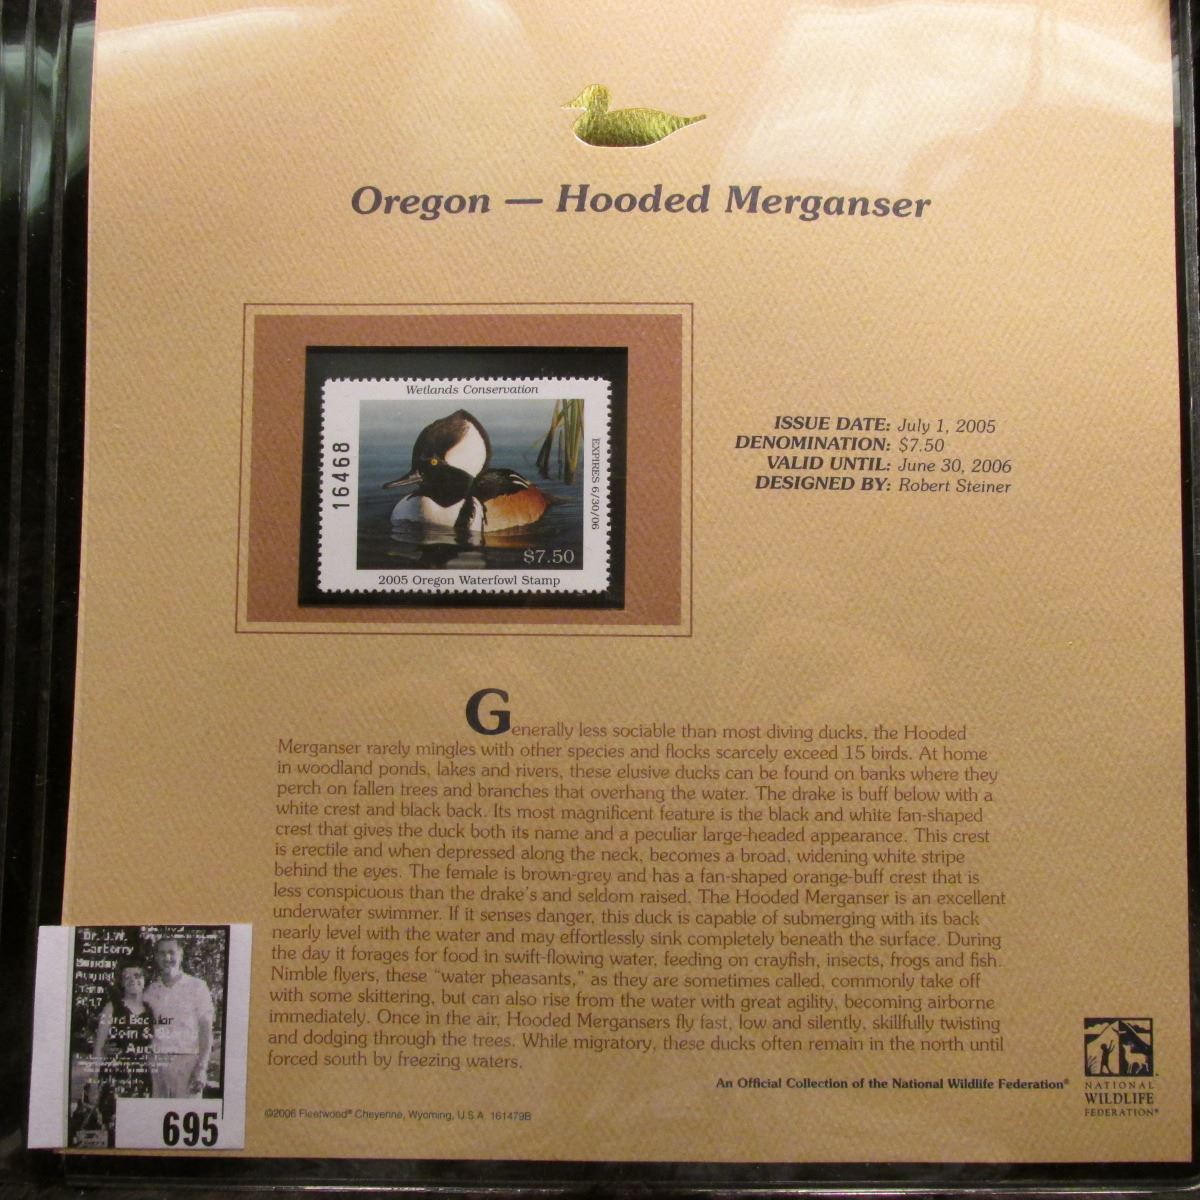 Oregon — Hooded Merganser
Wetlands Conservation
16468
EXPIRES 6/30/06
$7.50
2005 Oregon Waterfowl Stamp
ISSUE DATE: July 1, 2005
DENOMINATION: $7.50
VALID UNTIL: June 30, 2006
DESIGNED BY: Robert Steiner
Generally less sociable than most diving ducks, the Hooded
Merganser rarely mingles with other species and flocks scarcely exceed 15 birds. At home
in woodland ponds, lakes and rivers, these elusive ducks can be found on banks where they
perch on fallen trees and branches that overhang the water. The drake is buff below with a
white crest and black back. Its most magnificent feature is the black and white fan-shaped
crest that gives the duck both its name and a peculiar large-headed appearance. This crest
is erectile and when depressed along the neck, becomes a broad, widening white stripe
behind the eyes. The female is brown-grey and has a fan-shaped orange-buff crest that is
less conspicuous than the drake's and seldom raised. The Hooded Merganser is an excellent
underwater swimmer. If it senses danger, this duck is capable of submerging with its back
nearly level with the water and may effortlessly sink completely beneath the surface. During
the day it forages for food in swift-flowing water, feeding on crayfish, insects, frogs and fish.
Nimble flyers, these "water pheasants," as they are sometimes called, commonly take off
with some skittering, but can also rise from the water with great agility, becoming airborne
immediately. Once in the air, Hooded Mergansers fly fast, low and silently, skillfully twisting
and dodging through the trees. While migratory, these ducks often remain in the north until
forced south by freezing waters.
An Official Collection of the National Wildlife Federation®
©2006 Fleetwood® Cheyenne, Wyoming, U.S.A. 161479B
NATIONAL
WILDLIFE
FEDERATION®
Dr. J.W.
Carberry
Sunday
2017
Coin &
Auction
695